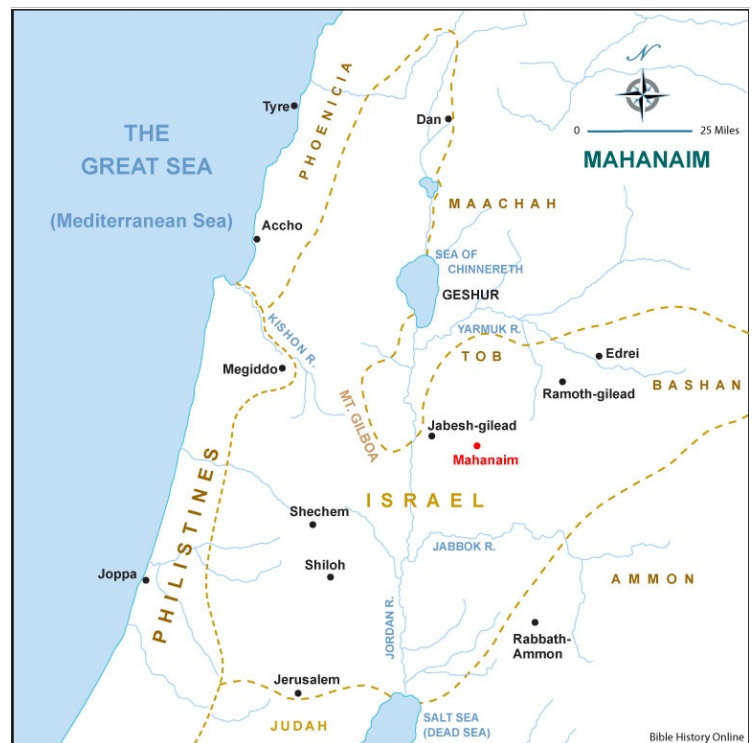 N
0 25 Miles
MAHANAIM
THE
GREAT SEA
(Mediterranean Sea)
Tyre
PHOENICIA
Dan
MAACHAH
Accho
SEA OF
CHINNERETH
GESHUR
KISHON R.
YARMUK R.
TOB
Edrei
Megiddo
MT. GILBOA
Ramoth-gilead
BASHAN
Jabesh-gilead
Mahanaim
PHILISTINES
ISRAEL
Shechem
JABBOK R.
Shiloh
Joppa
AMMON
JORDAN R.
Rabbath-
Ammon
Jerusalem
JUDAH
SALT SEA
(DEAD SEA)
Bible History Online